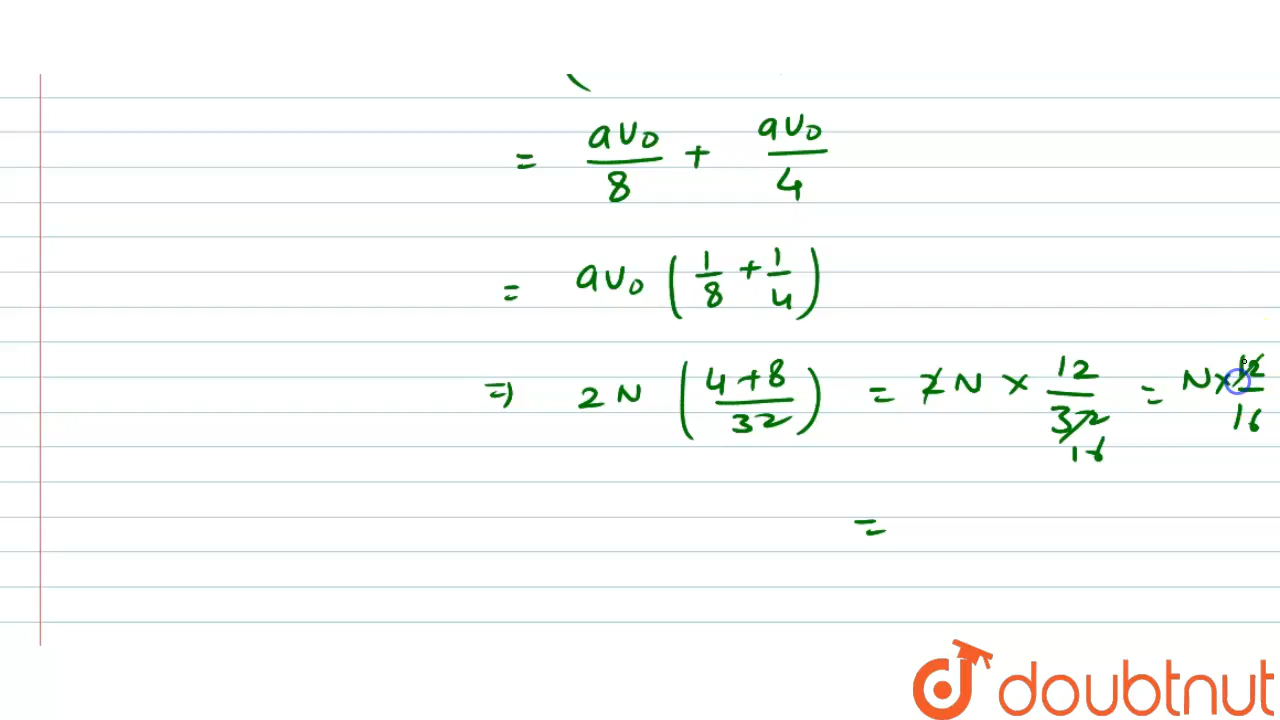 = av₀/8 + av₀/4
= av₀ (1/8 + 1/4)
⇒ 2N (4+8/32) = 2N × 12/32 16 = N × 12/16
=
doubtnut